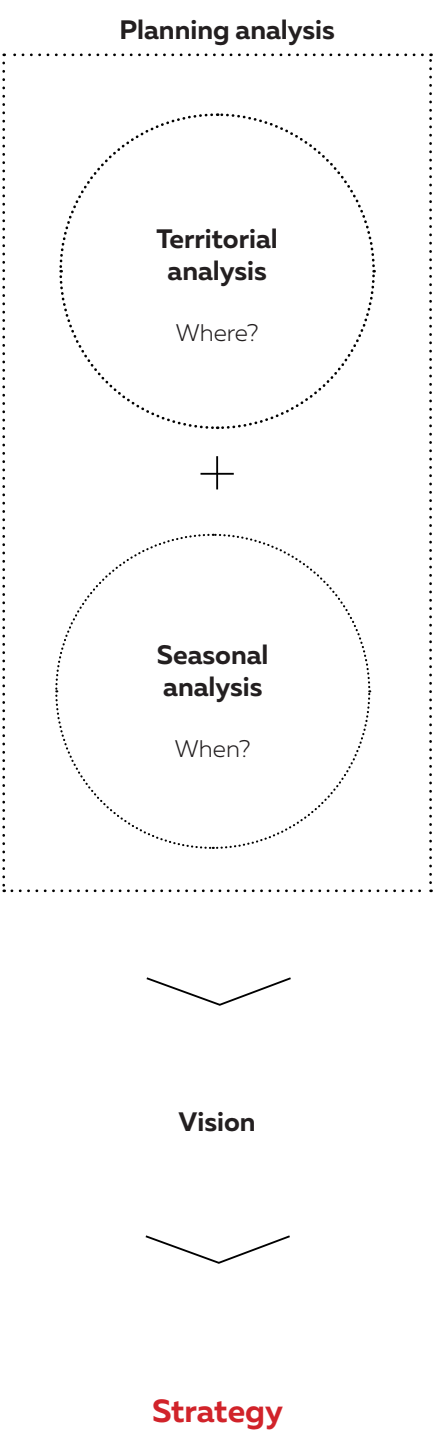 Planning analysis
Territorial
analysis
Where?
Seasonal
analysis
When?
Vision
Strategy